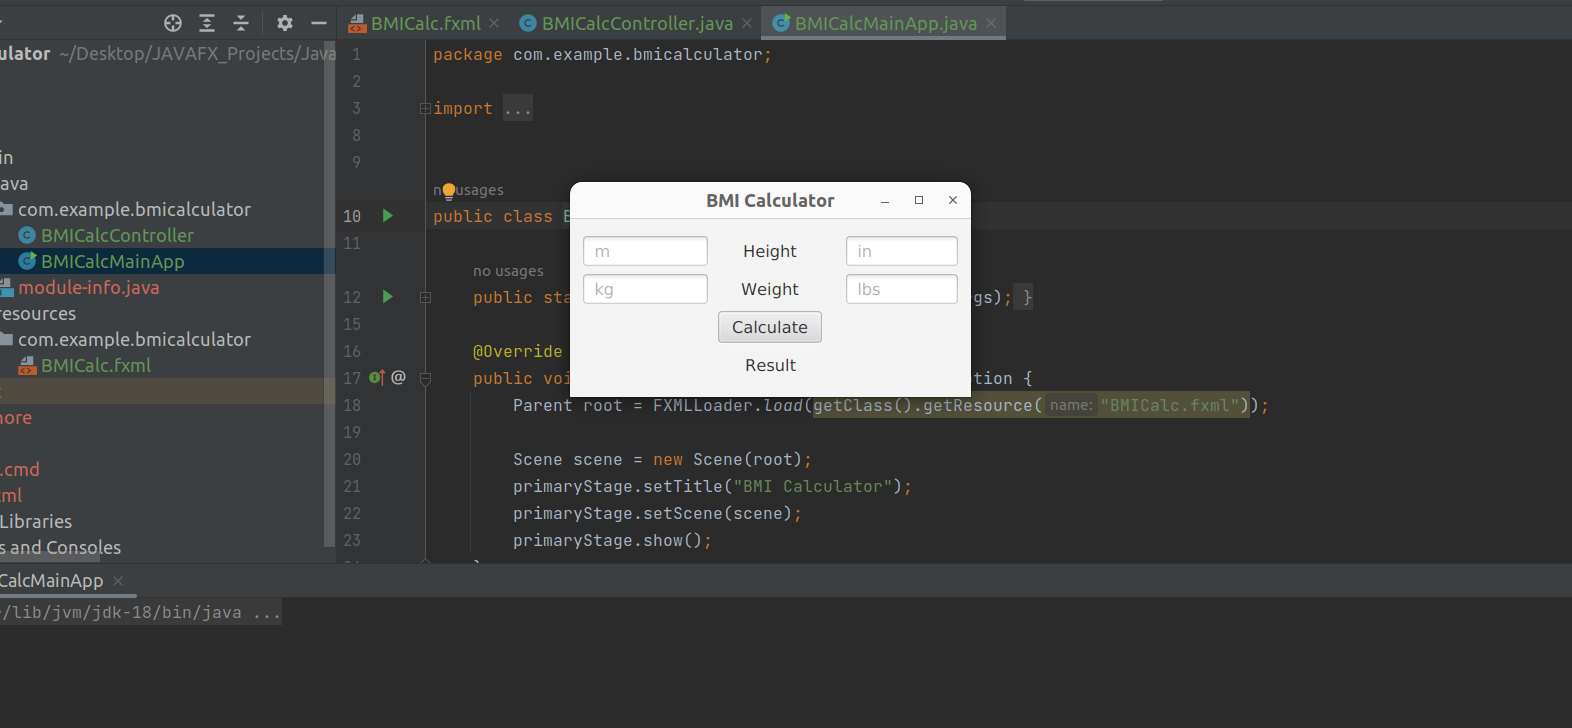 BMICalc.fxml BMICalcController.java BMICalcMainApp.java
ulator ~/Desktop/JAVAFX_Projects/Java
in
ava
com.example.bmicalculator
BMICalcController
BMICalcMainApp
module-info.java
resources
com.example.bmicalculator
BMICalc.fxml
ore
.cmd
ml
Libraries
s and Consoles
1 package com.example.bmicalculator;
2
3 import ...
8
9
no usages
10 public class B
11
no usages
12 public sta gs); }
15
16 @Override
17 @ public voi tion {
18 Parent root = FXMLLoader.load(getClass().getResource( name: "BMICalc.fxml"));
19
20 Scene scene = new Scene(root);
21 primaryStage.setTitle("BMI Calculator");
22 primaryStage.setScene(scene);
23 primaryStage.show();
BMI Calculator
m Height in
kg Weight lbs
Calculate
Result
CalcMainApp
/lib/jvm/jdk-18/bin/java ...